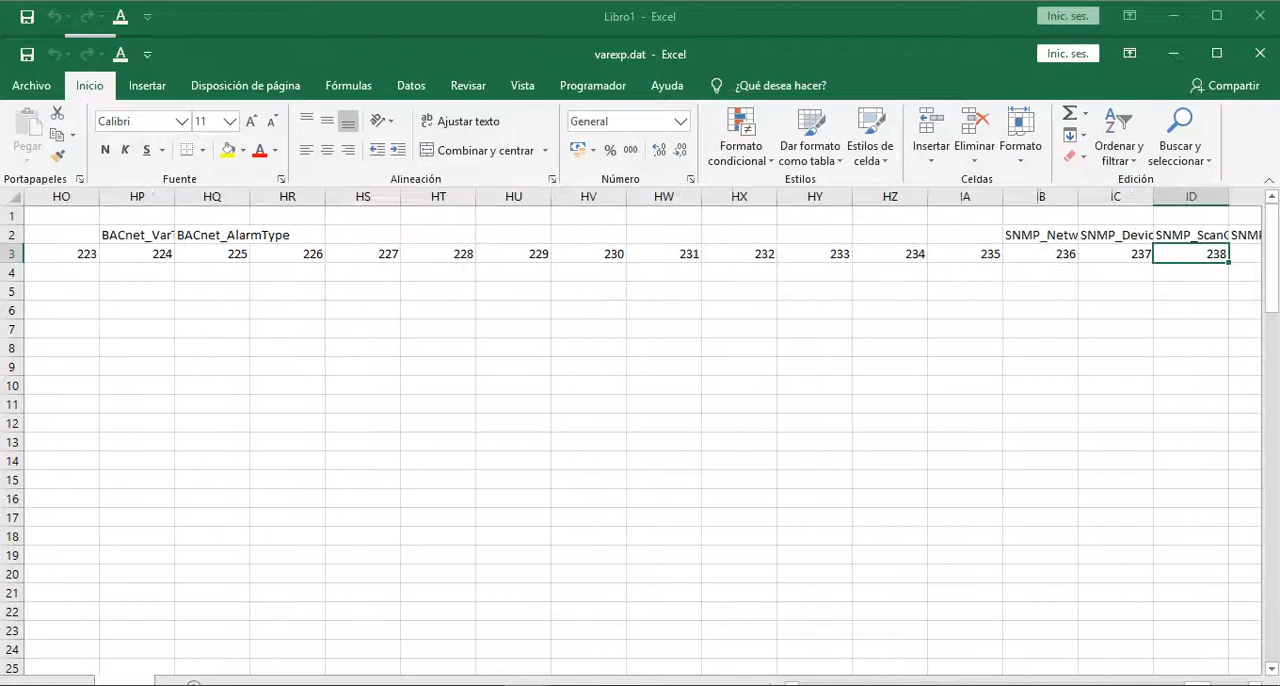 Libro1 - Excel
Inic. ses.
varexp.dat - Excel
Inic. ses.
Archivo Inicio Insertar Disposición de página Fórmulas Datos Revisar Vista Programador Ayuda ¿Qué desea hacer? Compartir
Pegar
Calibri 11
N K S
Ajustar texto
Combinar y centrar
General
% 000
Formato condicional
Dar formato como tabla
Estilos de celda
Insertar Eliminar Formato
Ordenar y filtrar
Buscar y seleccionar
Portapapeles Fuente Alineación Número Estilos Celdas Edición
HO HP HQ HR HS HT HU HV HW HX HY HZ IA IB IC ID
1
2 BACnet_Var BACnet_AlarmType SNMP_Netw SNMP_Devic SNMP_Scan SNMP
3 223 224 225 226 227 228 229 230 231 232 233 234 235 236 237 238
4
5
6
7
8
9
10
11
12
13
14
15
16
17
18
19
20
21
22
23
24
25